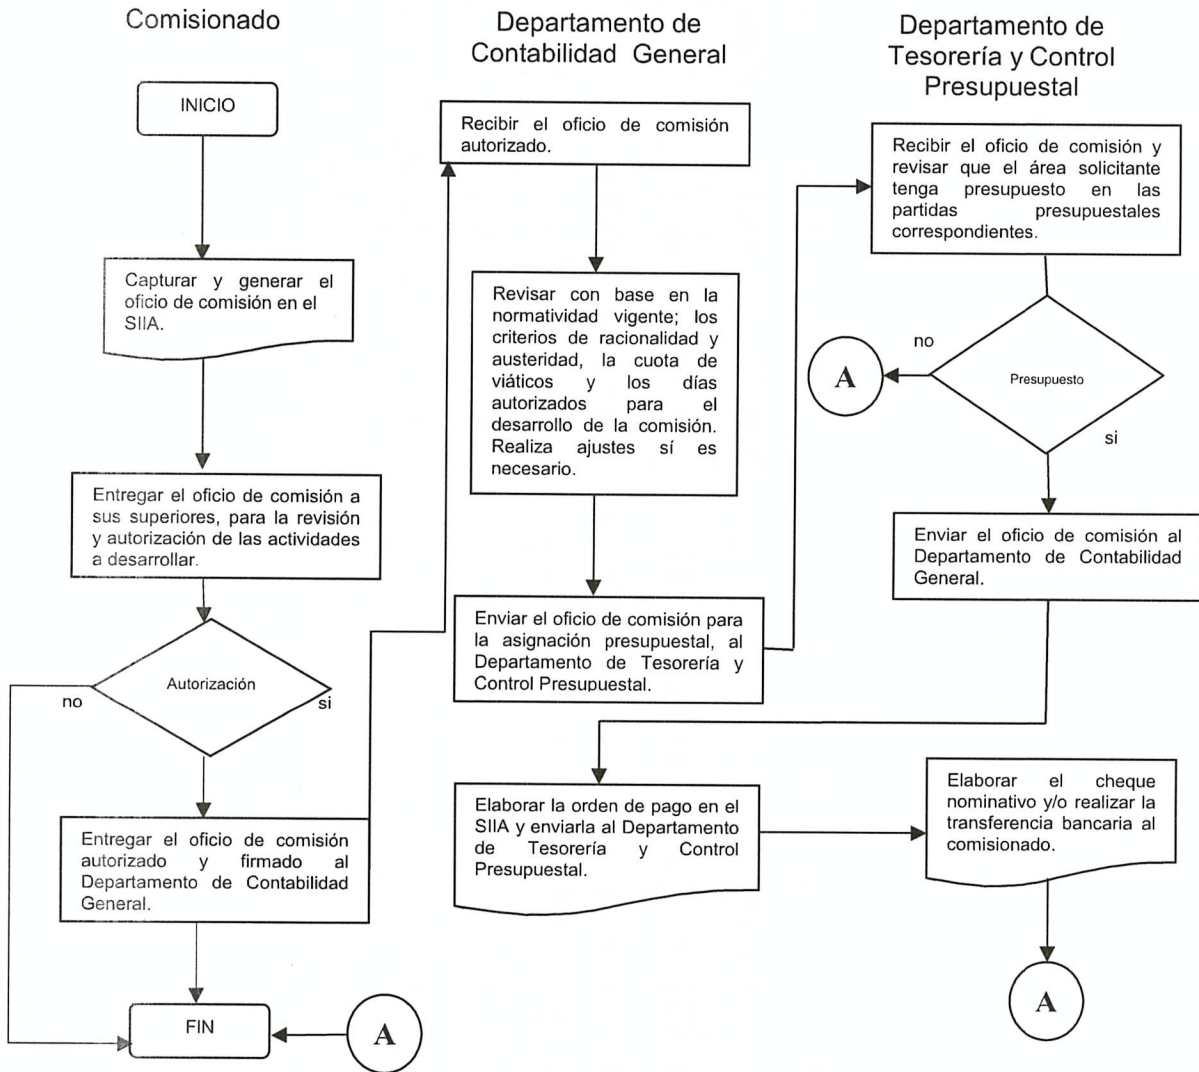 Comisionado
INICIO
Capturar y generar el
oficio de comisión en el
SIIA.
Entregar el oficio de comisión a
sus superiores, para la revisión
y autorización de las actividades
a desarrollar.
Autorización
no
si
Entregar el oficio de comisión
autorizado y firmado al
Departamento de Contabilidad
General.
FIN
A
Departamento de
Contabilidad General
Recibir el oficio de comisión
autorizado.
Revisar con base en la
normatividad vigente; los
criterios de racionalidad y
austeridad, la cuota de
viáticos y los días
autorizados para el
desarrollo de la comisión.
Realiza ajustes sí es
necesario.
Enviar el oficio de comisión para
la asignación presupuestal, al
Departamento de Tesorería y
Control Presupuestal.
Elaborar la orden de pago en el
SIIA y enviarla al Departamento
de Tesorería y Control
Presupuestal.
Departamento de
Tesorería y Control
Presupuestal
Recibir el oficio de comisión y
revisar que el área solicitante
tenga presupuesto en las
partidas presupuestales
correspondientes.
no
A
Presupuesto
si
Enviar el oficio de comisión al
Departamento de Contabilidad
General.
Elaborar el cheque
nominativo y/o realizar la
transferencia bancaria al
comisionado.
A